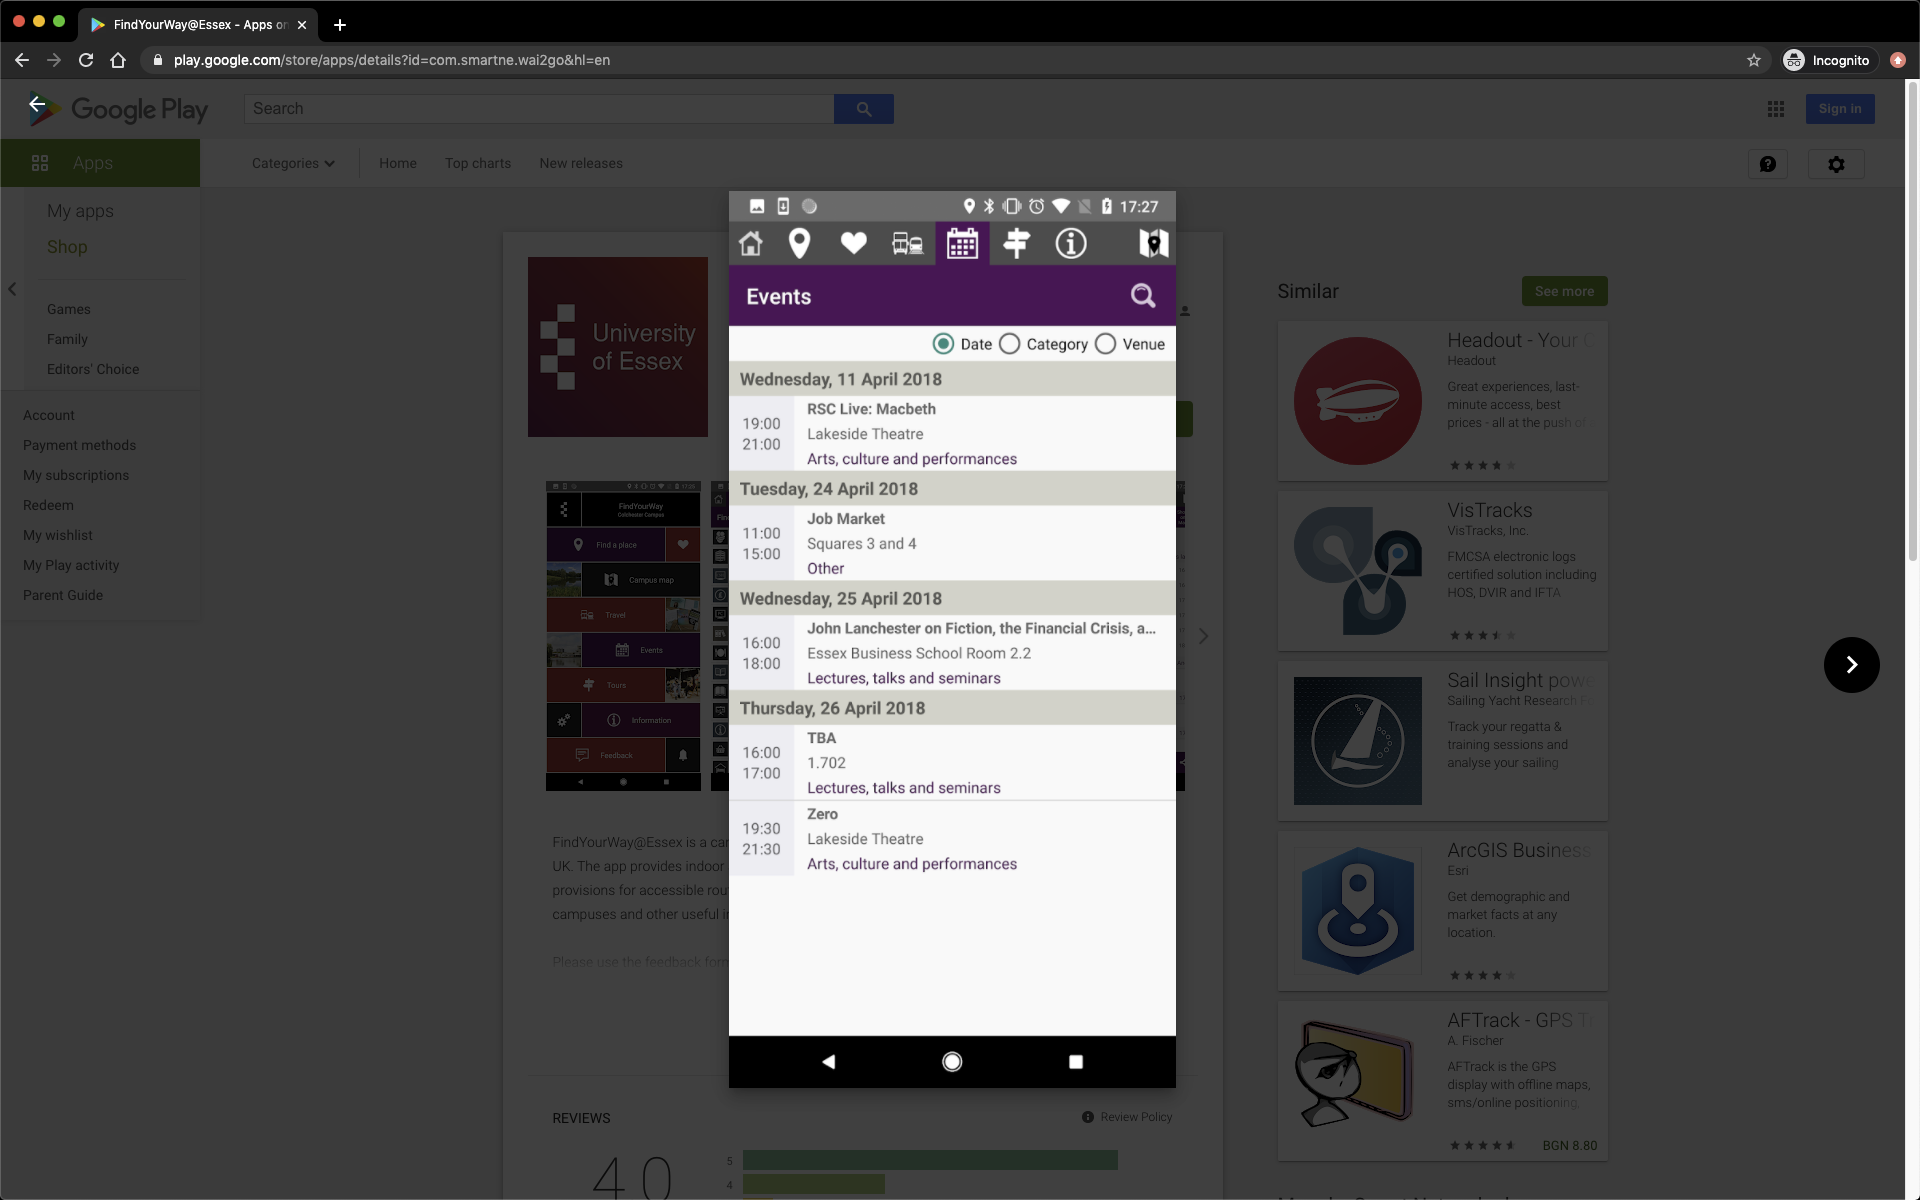 FindYourWay@Essex - Apps on
play.google.com/store/apps/details?id=com.smartne.wai2go&hl=en
Incognito
Google Play
Search
Sign in
Apps
Categories
Home
Top charts
New releases
My apps
Shop
Games
Family
Editors' Choice
Account
Payment methods
My subscriptions
Redeem
My wishlist
My Play activity
Parent Guide
University
of Essex
FindYourWay
Colchester Campus
Find a place
Campus map
Travel
Events
Tours
Information
Feedback
FindYourWay@Essex is a ca
UK. The app provides indoor
provisions for accessible rou
campuses and other useful i
Please use the feedback form
REVIEWS
Review Policy
4.0
5
4
17:27
Events
Date
Category
Venue
Wednesday, 11 April 2018
19:00
21:00
RSC Live: Macbeth
Lakeside Theatre
Arts, culture and performances
Tuesday, 24 April 2018
11:00
15:00
Job Market
Squares 3 and 4
Other
Wednesday, 25 April 2018
16:00
18:00
John Lanchester on Fiction, the Financial Crisis, a...
Essex Business School Room 2.2
Lectures, talks and seminars
Thursday, 26 April 2018
16:00
17:00
TBA
1.702
Lectures, talks and seminars
19:30
21:30
Zero
Lakeside Theatre
Arts, culture and performances
Similar
See more
Headout - Your
Headout
Great experiences, last-
minute access, best
prices - all at the push of
VisTracks
VisTracks, Inc.
FMCSA electronic logs
certified solution including
HOS, DVIR and IFTA
Sail Insight powe
Sailing Yacht Research
Track your regatta &
training sessions and
analyse your sailing
ArcGIS Business
Esri
Get demographic and
market facts at any
location.
AFTrack - GPS T
A. Fischer
AFTrack is the GPS
display with offline maps,
sms/online positioning,
BGN 8.80